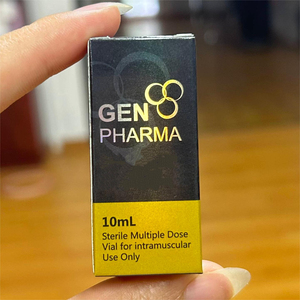 GEN
PHARMA
10mL
Sterile Multiple Dose
Vial for intramuscular
Use Only